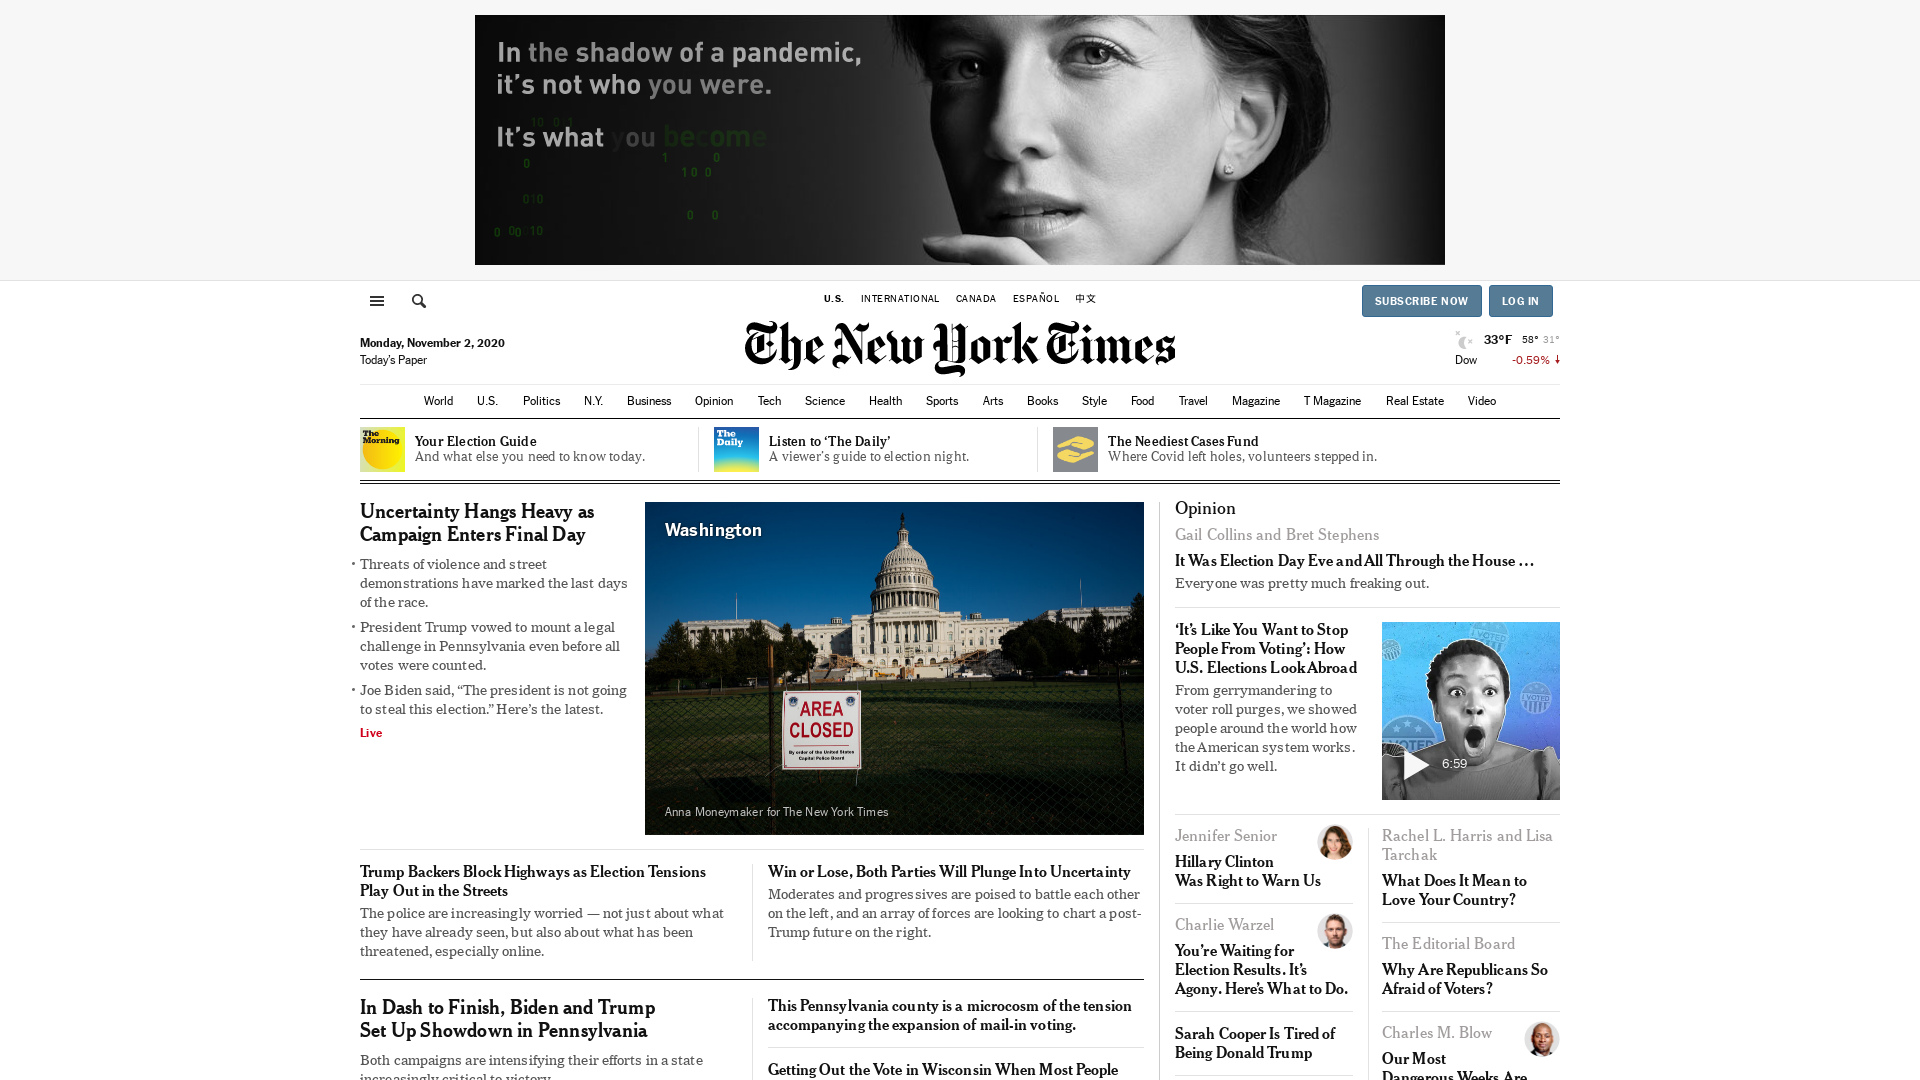 In the shadow of a pandemic,
it's not who you were.
It's what you become
SUBSCRIBE NOW
LOG IN
U.S.
INTERNATIONAL
CANADA
ESPAÑOL
中文
Monday, November 2, 2020
Today's Paper
The New York Times
33°F 58° 31°
Dow -0.59%
World
U.S.
Politics
N.Y.
Business
Opinion
Tech
Science
Health
Sports
Arts
Books
Style
Food
Travel
Magazine
T Magazine
Real Estate
Video
The
Morning
Your Election Guide
And what else you need to know today.
The
Daily
Listen to ‘The Daily’
A viewer's guide to election night.
The Neediest Cases Fund
Where Covid left holes, volunteers stepped in.
Uncertainty Hangs Heavy as
Campaign Enters Final Day
• Threats of violence and street
demonstrations have marked the last days
of the race.
• President Trump vowed to mount a legal
challenge in Pennsylvania even before all
votes were counted.
• Joe Biden said, “The president is not going
to steal this election.” Here's the latest.
Live
Washington
AREA
CLOSED
By order of the United States
Capitol Police Board
Anna Moneymaker for The New York Times
Trump Backers Block Highways as Election Tensions
Play Out in the Streets
The police are increasingly worried — not just about what
they have already seen, but also about what has been
threatened, especially online.
Win or Lose, Both Parties Will Plunge Into Uncertainty
Moderates and progressives are poised to battle each other
on the left, and an array of forces are looking to chart a post-
Trump future on the right.
In Dash to Finish, Biden and Trump
Set Up Showdown in Pennsylvania
Both campaigns are intensifying their efforts in a state
increasingly critical to victory.
This Pennsylvania county is a microcosm of the tension
accompanying the expansion of mail-in voting.
Getting Out the Vote in Wisconsin When Most People
Opinion
Gail Collins and Bret Stephens
It Was Election Day Eve and All Through the House …
Everyone was pretty much freaking out.
‘It's Like You Want to Stop
People From Voting’: How
U.S. Elections Look Abroad
From gerrymandering to
voter roll purges, we showed
people around the world how
the American system works.
It didn't go well.
I VOTED
6:59
Jennifer Senior
Hillary Clinton
Was Right to Warn Us
Charlie Warzel
You're Waiting for
Election Results. It's
Agony. Here's What to Do.
Sarah Cooper Is Tired of
Being Donald Trump
Rachel L. Harris and Lisa
Tarchak
What Does It Mean to
Love Your Country?
The Editorial Board
Why Are Republicans So
Afraid of Voters?
Charles M. Blow
Our Most
Dangerous Weeks Are